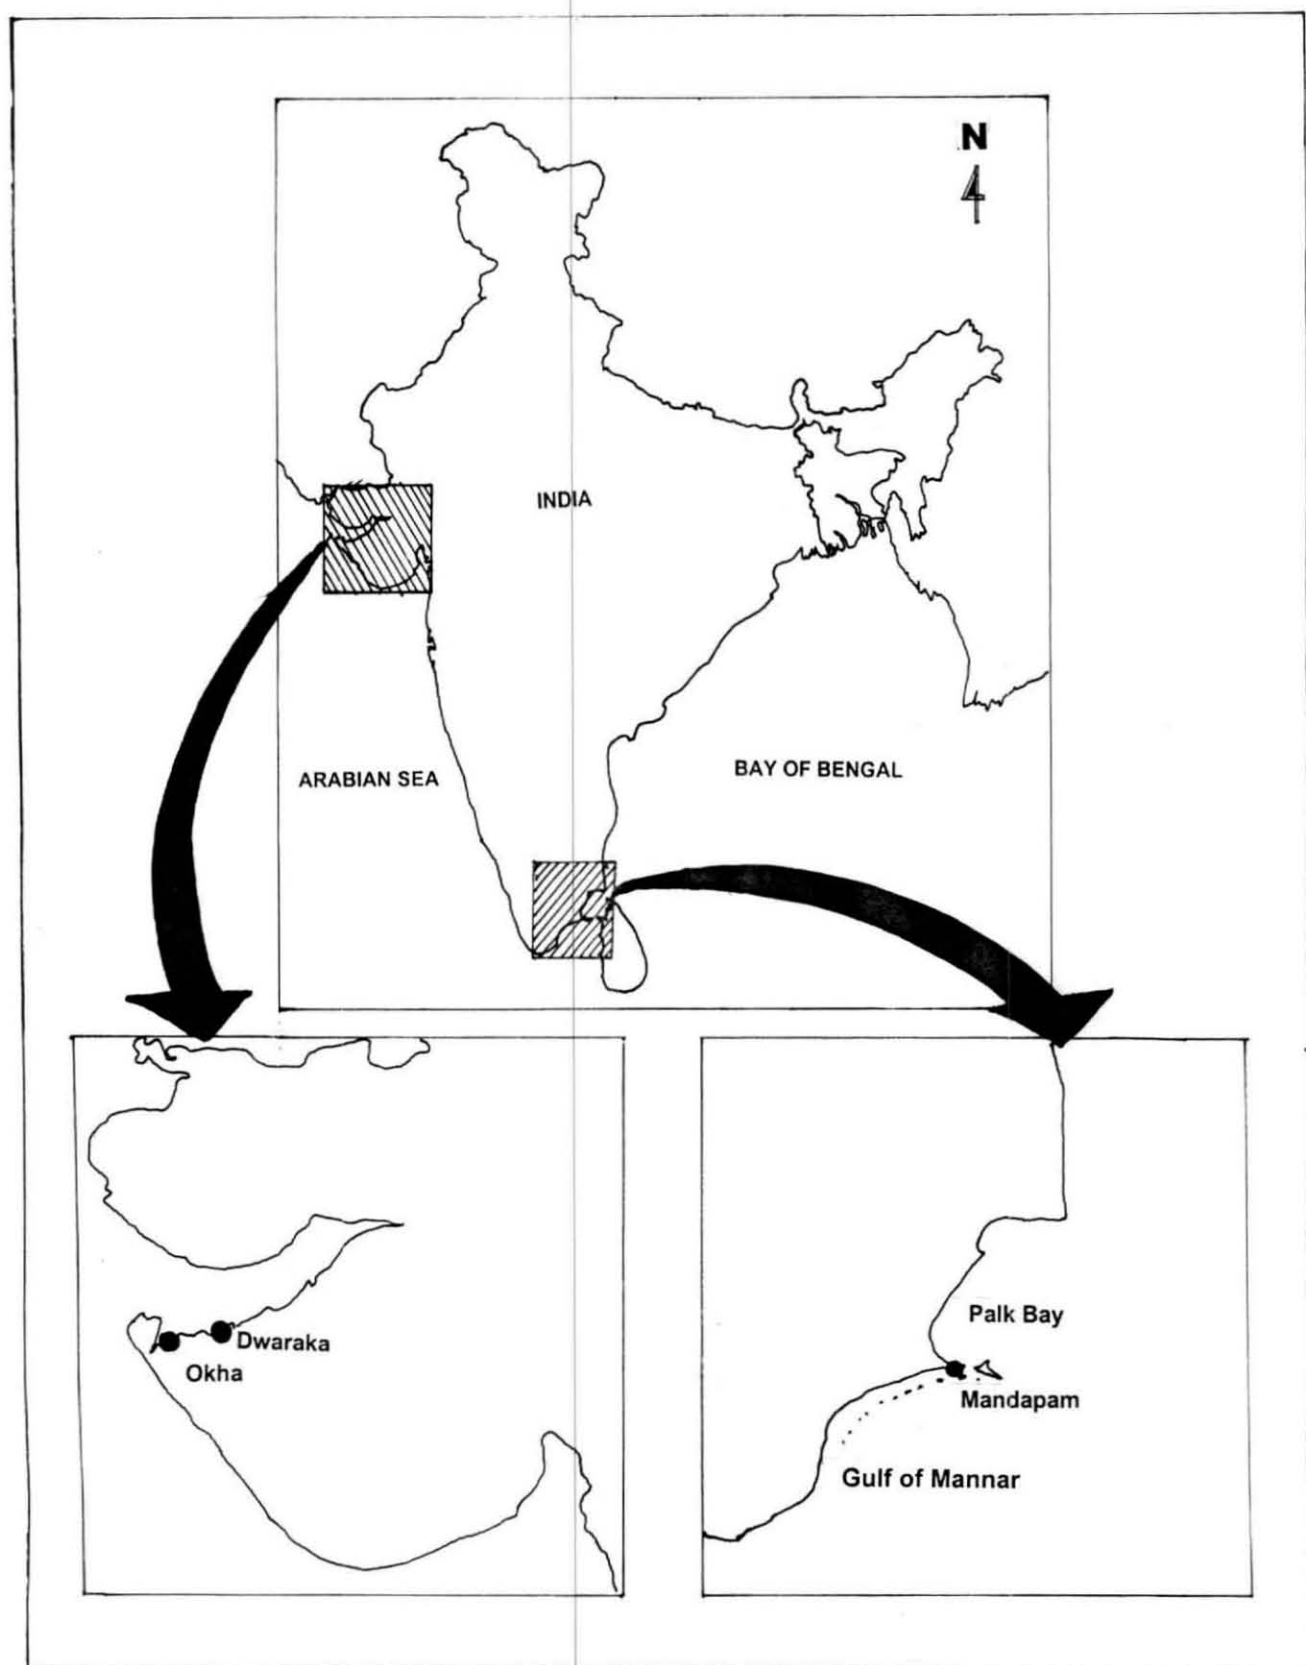 N
INDIA
ARABIAN SEA
BAY OF BENGAL
Dwaraka
Okha
Palk Bay
Mandapam
Gulf of Mannar